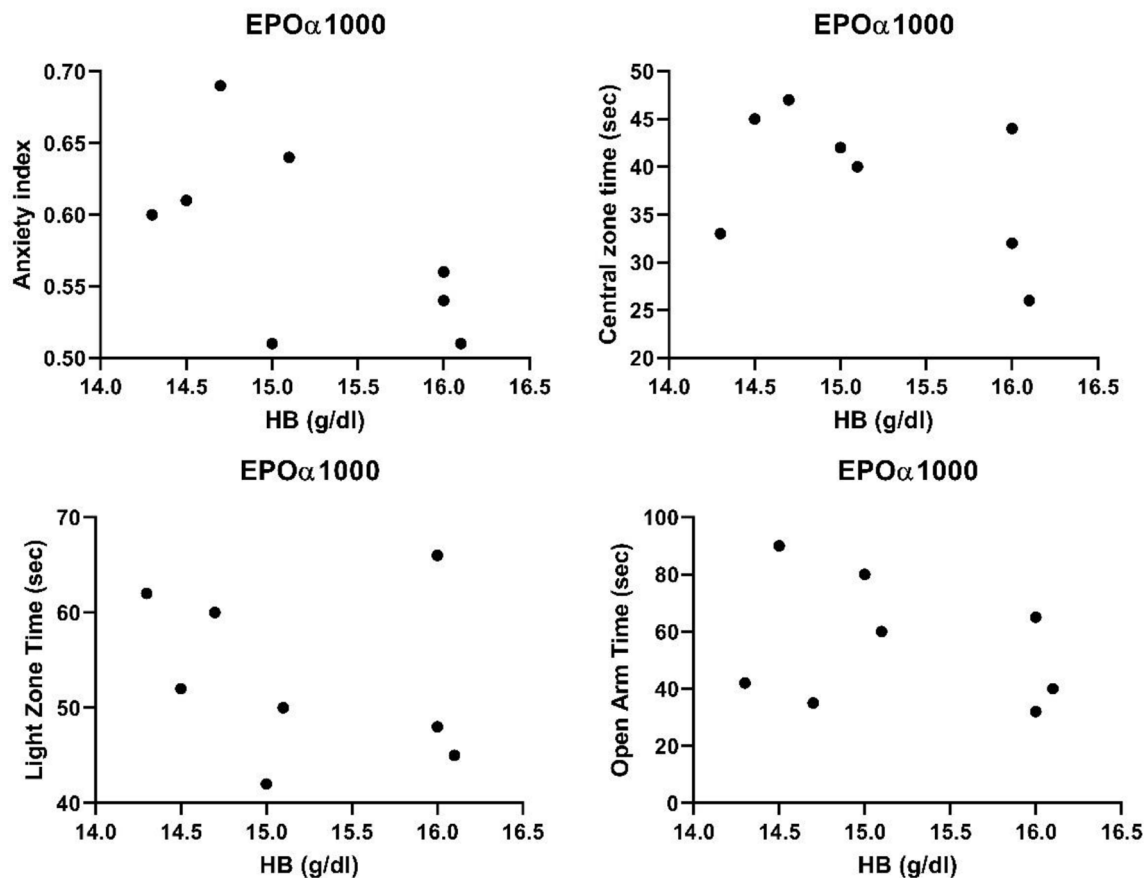 EPOα1000
Anxiety index
0.70
0.65
0.60
0.55
0.50
14.0 14.5 15.0 15.5 16.0 16.5
HB (g/dl)
EPOα1000
Central zone time (sec)
50
45
40
35
30
25
20
14.0 14.5 15.0 15.5 16.0 16.5
HB (g/dl)
EPOα1000
Light Zone Time (sec)
70
60
50
40
14.0 14.5 15.0 15.5 16.0 16.5
HB (g/dl)
EPOα1000
Open Arm Time (sec)
100
80
60
40
20
0
14.0 14.5 15.0 15.5 16.0 16.5
HB (g/dl)